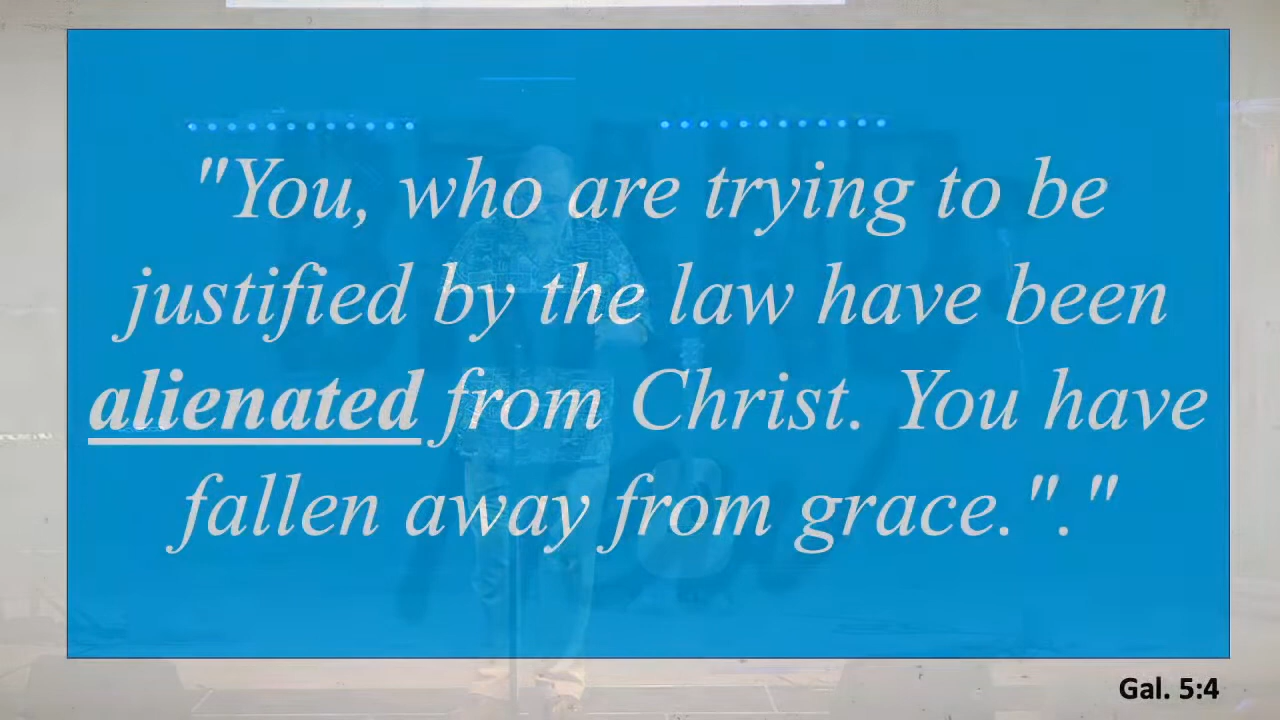 "You, who are trying to be
justified by the law have been
alienated from Christ. You have
fallen away from grace."."
Gal. 5:4